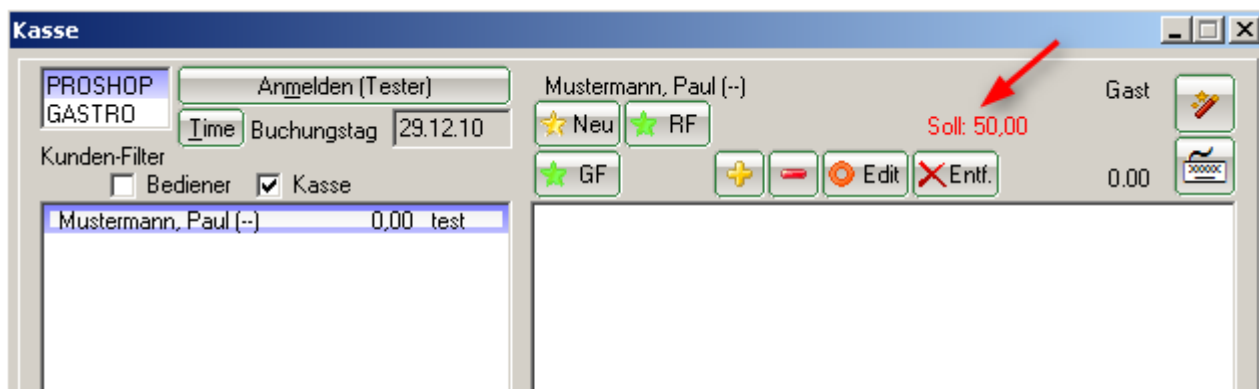 Kasse
PROSHOP
GASTRO
Anmelden (Tester)
Time Buchungstag 29.12.10
Kunden-Filter
Bediener Kasse
Mustermann, Paul (--) 0,00 test
Mustermann, Paul (--) Gast
Neu RF Soll: 50,00
GF Edit Entf. 0.00
xxxxx